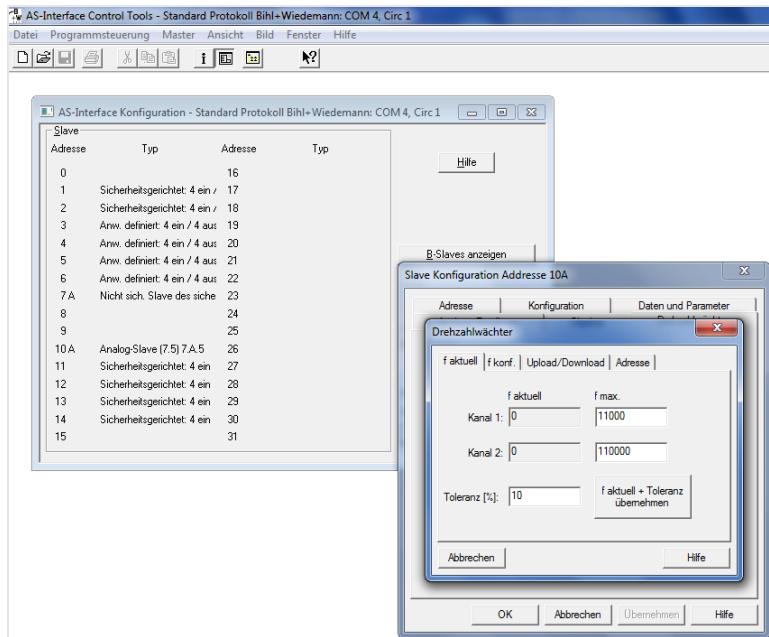 AS-Interface Control Tools - Standard Protokoll Bihl+Wiedemann: COM 4, Circ 1
Datei Programmsteuerung Master Ansicht Bild Fenster Hilfe
AS-Interface Konfiguration - Standard Protokoll Bihl+Wiedemann: COM 4, Circ 1
Slave
Adresse Typ Adresse Typ
0 16
1 Sicherheitsgerichtet: 4 ein / 17
2 Sicherheitsgerichtet: 4 ein / 18
3 Anw. definiert: 4 ein / 4 aus 19
4 Anw. definiert: 4 ein / 4 aus 20
5 Anw. definiert: 4 ein / 4 aus 21
6 Anw. definiert: 4 ein / 4 aus 22
7 A Nicht sich. Slave des siche 23
8 24
9 25
10 A Analog-Slave (7.5) 7.A.5 26
11 Sicherheitsgerichtet: 4 ein 27
12 Sicherheitsgerichtet: 4 ein 28
13 Sicherheitsgerichtet: 4 ein 29
14 Sicherheitsgerichtet: 4 ein 30
15 31
Hilfe
B-Slaves anzeigen
Slave Konfiguration Addresse 10A
Adresse Konfiguration Daten und Parameter
Drehzahlwächter
f aktuell f konf. Upload/Download Adresse
f aktuell f max.
Kanal 1: 0 11000
Kanal 2: 0 110000
Toleranz [%]: 10 f aktuell + Toleranz
übernehmen
Abbrechen Hilfe
OK Abbrechen Übernehmen Hilfe